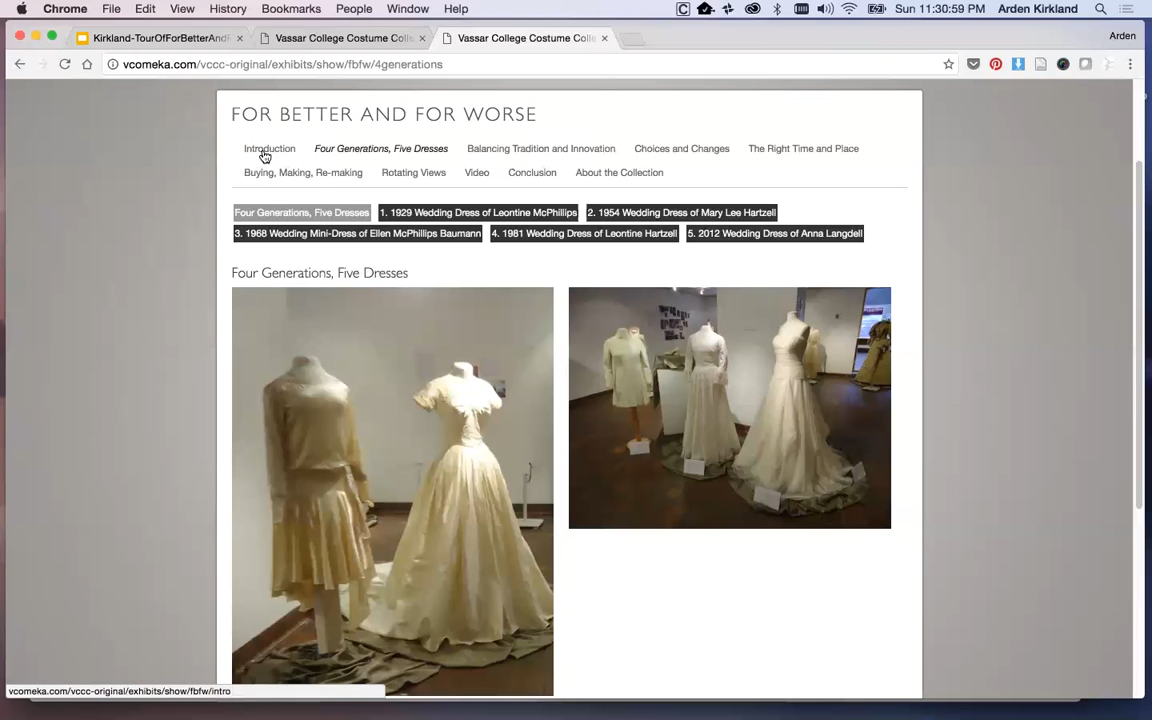 Chrome File Edit View History Bookmarks People Window Help Sun 11:30:59 PM Arden Kirkland
Kirkland-TourOfForBetterAndF Vassar College Costume Coll Vassar College Costume Colle Arden
vcomeka.com/vccc-original/exhibits/show/fbfw/4generations
FOR BETTER AND FOR WORSE
Introduction Four Generations, Five Dresses Balancing Tradition and Innovation Choices and Changes The Right Time and Place
Buying, Making, Re-making Rotating Views Video Conclusion About the Collection
Four Generations, Five Dresses 1. 1929 Wedding Dress of Leontine McPhillips 2. 1954 Wedding Dress of Mary Lee Hartzell
3. 1968 Wedding Mini-Dress of Ellen McPhillips Baumann 4. 1981 Wedding Dress of Leontine Hartzell 5. 2012 Wedding Dress of Anna Langdell
Four Generations, Five Dresses
vcomeka.com/vccc-original/exhibits/show/fbfw/intro